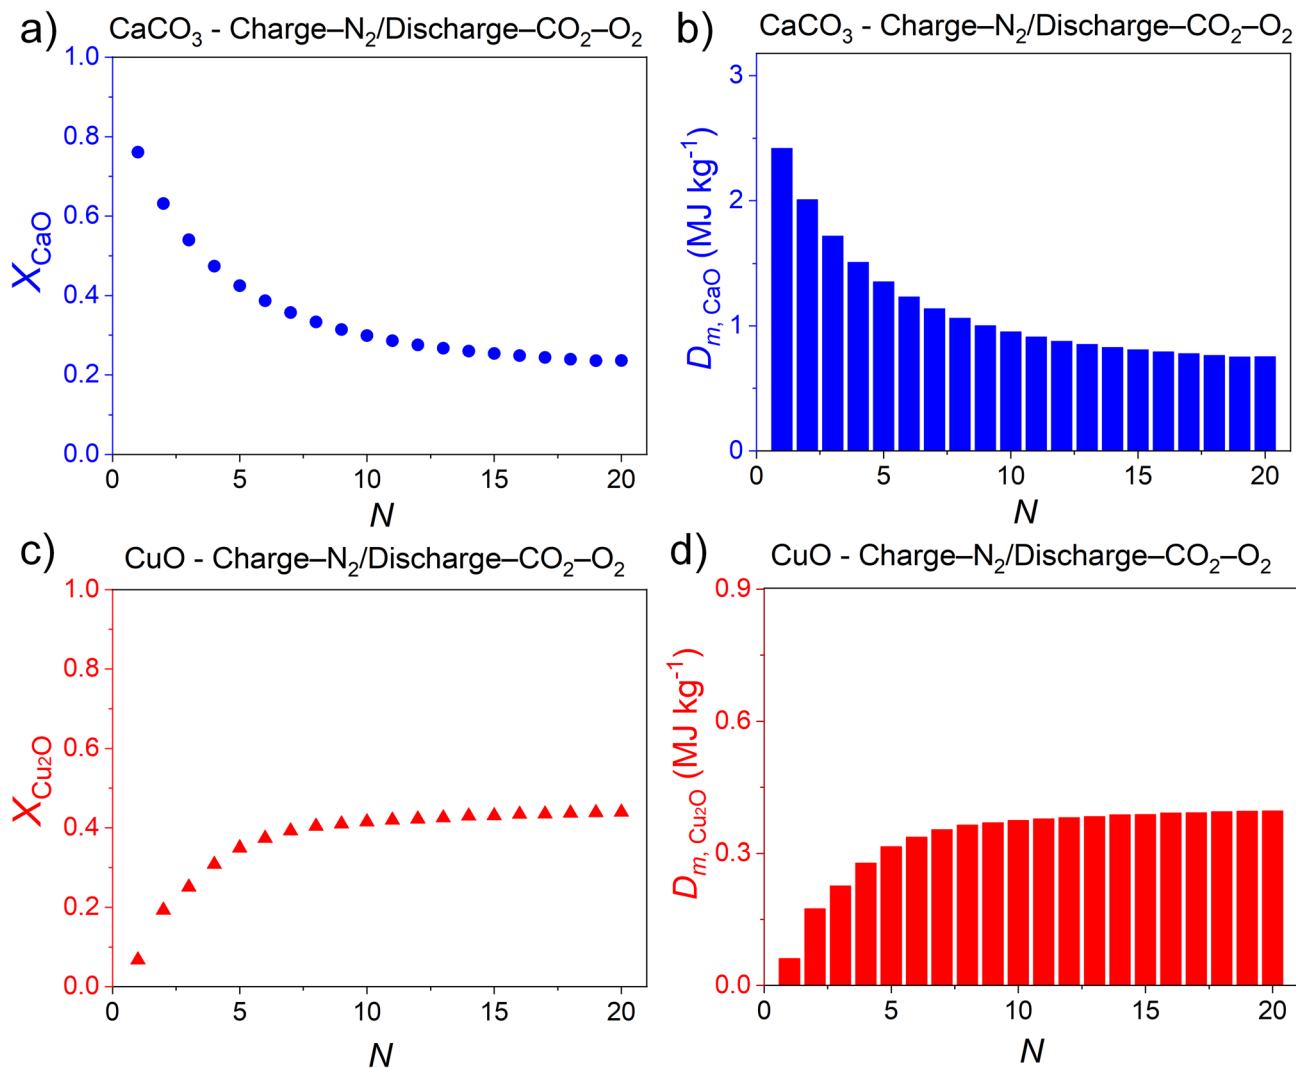 a)
CaCO₃ - Charge–N₂/Discharge–CO₂–O₂
1.0
0.8
0.6
0.4
0.2
0.0
X_CaO
0 5 10 15 20
N
b)
CaCO₃ - Charge–N₂/Discharge–CO₂–O₂
3
2
1
0
D_m, CaO (MJ kg⁻¹)
0 5 10 15 20
N
c)
CuO - Charge–N₂/Discharge–CO₂–O₂
1.0
0.8
0.6
0.4
0.2
0.0
X_Cu₂O
0 5 10 15 20
N
d)
CuO - Charge–N₂/Discharge–CO₂–O₂
0.9
0.6
0.3
0.0
D_m, Cu₂O (MJ kg⁻¹)
0 5 10 15 20
N